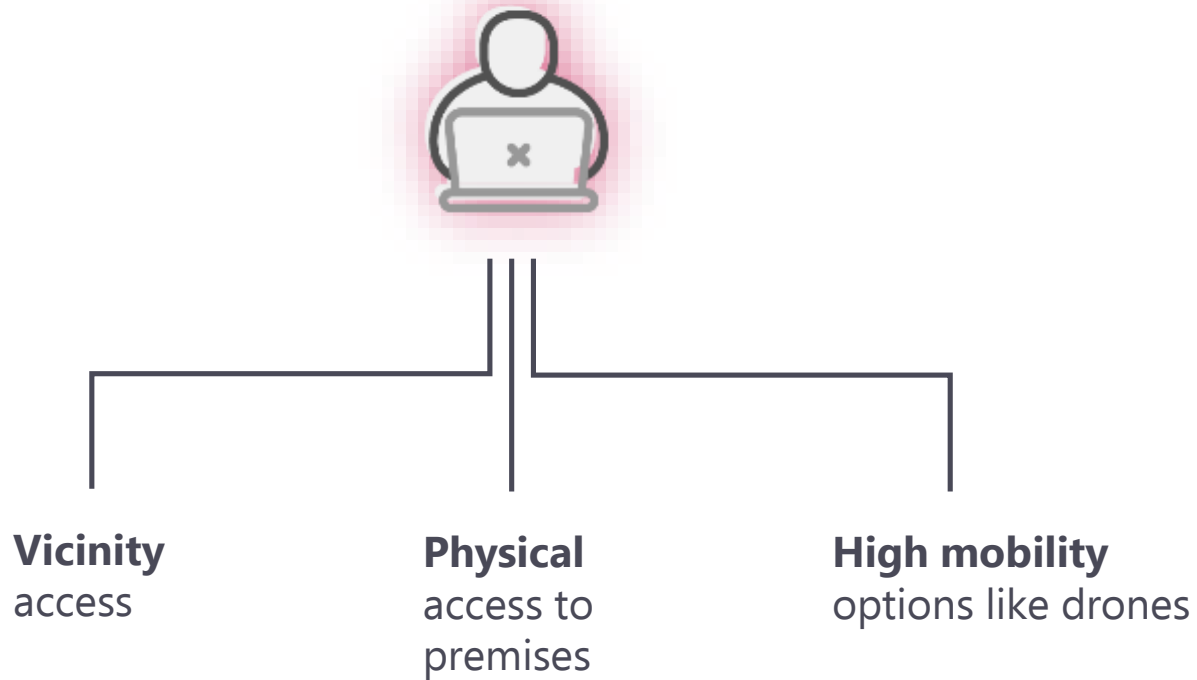 Vicinity
access
Physical
access to
premises
High mobility
options like drones